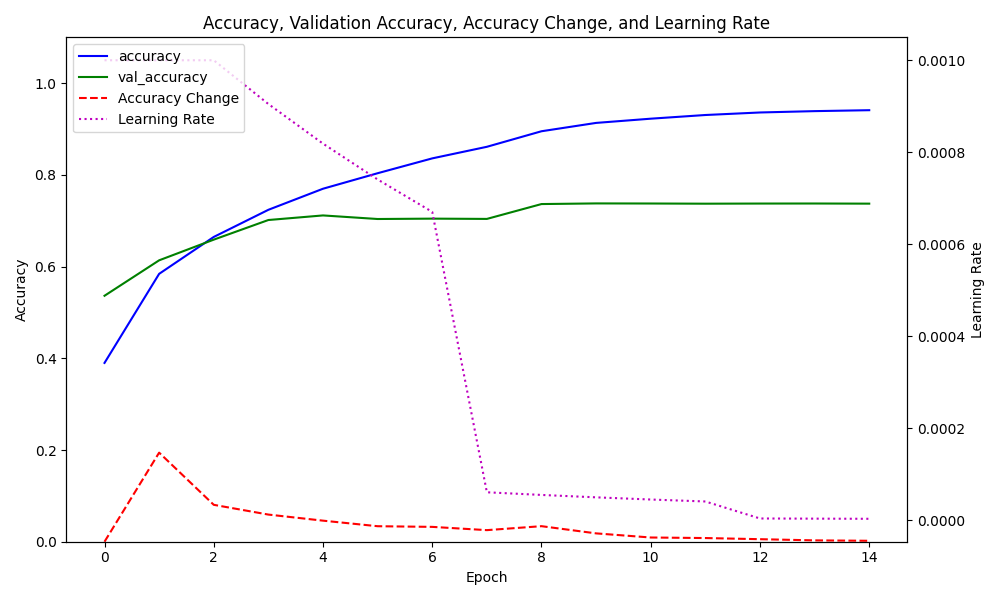 Accuracy, Validation Accuracy, Accuracy Change, and Learning Rate
accuracy
val_accuracy
Accuracy Change
Learning Rate
Accuracy
1.0
0.8
0.6
0.4
0.2
0.0
0.0010
0.0008
0.0006
0.0004
0.0002
0.0000
Learning Rate
0 2 4 6 8 10 12 14
Epoch